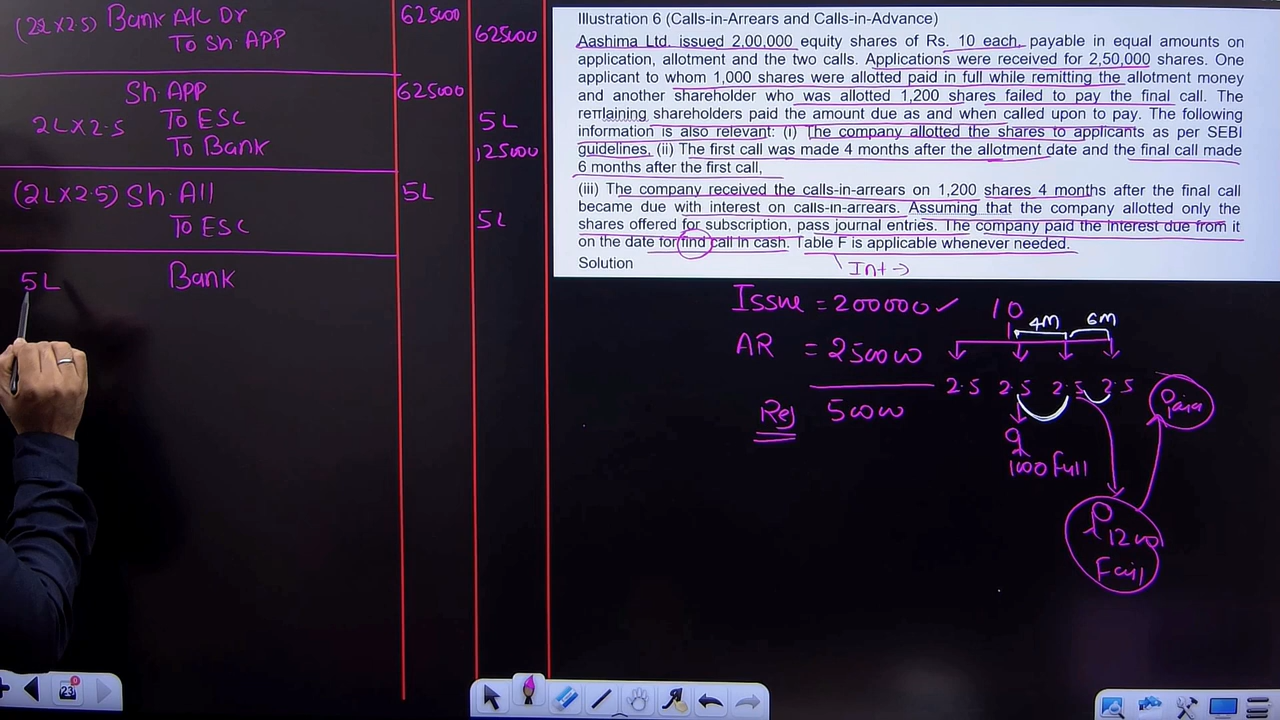 (2L×2.5) Bank A/c Dr 625000
To Sh. APP 625000
Sh. APP 625000
2L×2.5 To ESC 5L
To Bank 125000
(2L×2.5) Sh. All 5L
To ESC 5L
5L Bank
Illustration 6 (Calls-in-Arrears and Calls-in-Advance)
Aashima Ltd. issued 2,00,000 equity shares of Rs. 10 each, payable in equal amounts on
application, allotment and the two calls. Applications were received for 2,50,000 shares. One
applicant to whom 1,000 shares were allotted paid in full while remitting the allotment money
and another shareholder who was allotted 1,200 shares failed to pay the final call. The
remlaining shareholders paid the amount due as and when called upon to pay. The following
information is also relevant: (i) The company allotted the shares to applicants as per SEBI
guidelines, (ii) The first call was made 4 months after the allotment date and the final call made
6 months after the first call,
(iii) The company received the calls-in-arrears on 1,200 shares 4 months after the final call
became due with interest on calls-in-arrears. Assuming that the company allotted only the
shares offered for subscription, pass journal entries. The company paid the interest due from it
on the date for find call in cash. Table F is applicable whenever needed.
Solution
Int →
Issue = 200000 ✓ 10
4m 6m
AR = 250000
2.5 2.5 2.5 2.5
Rej 50000
Paid
1000 Full
1200
Fail
23
0